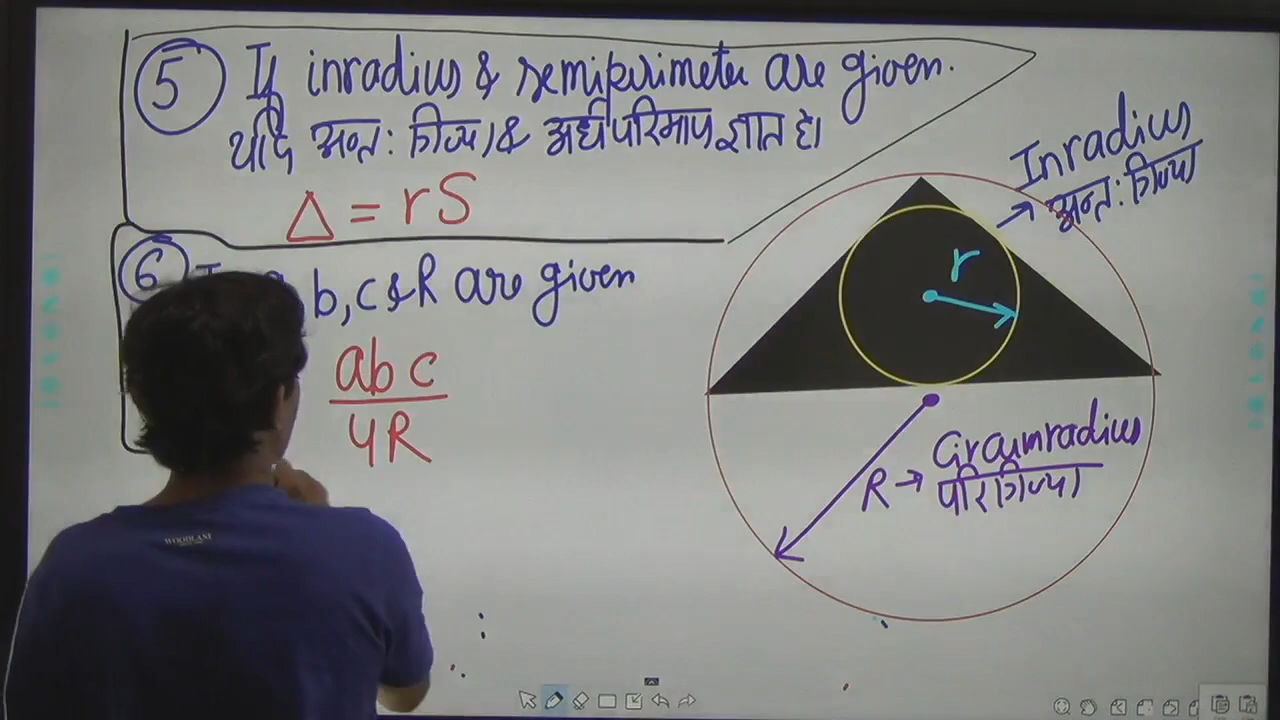 5 If inradius & semiperimeter are given.
यदि अन्त: त्रिज्या & अर्धपरिमाप ज्ञात है।
Δ = rS
6 b, c & R are given
abc
4R
Inradius
→ अन्त: त्रिज्या
r
R → Circumradius
परित्रिज्या
WOODLAND